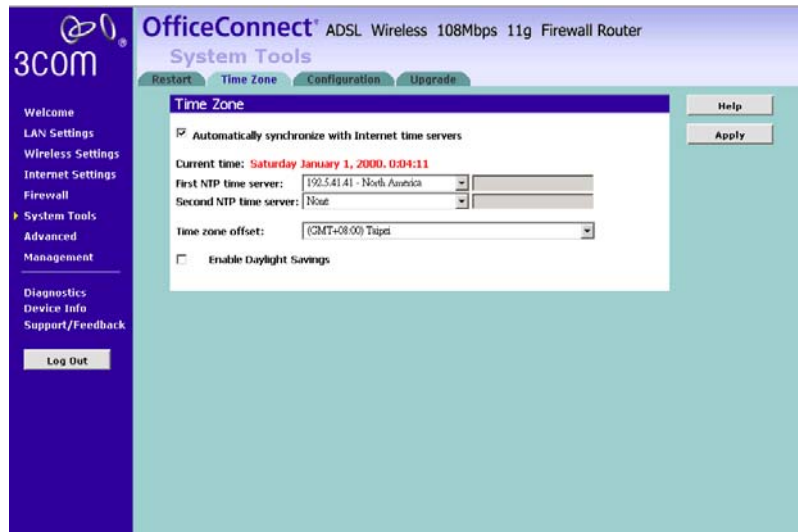 3COM®
OfficeConnect® ADSL Wireless 108Mbps 11g Firewall Router
System Tools
Restart Time Zone Configuration Upgrade
Welcome
LAN Settings
Wireless Settings
Internet Settings
Firewall
System Tools
Advanced
Management
Diagnostics
Device Info
Support/Feedback
Log Out
Time Zone
Automatically synchronize with Internet time servers
Current time: Saturday January 1, 2000. 0:04:11
First NTP time server: 192.5.41.41 - North America
Second NTP time server: None
Time zone offset: (GMT+08:00) Taipei
Enable Daylight Savings
Help
Apply